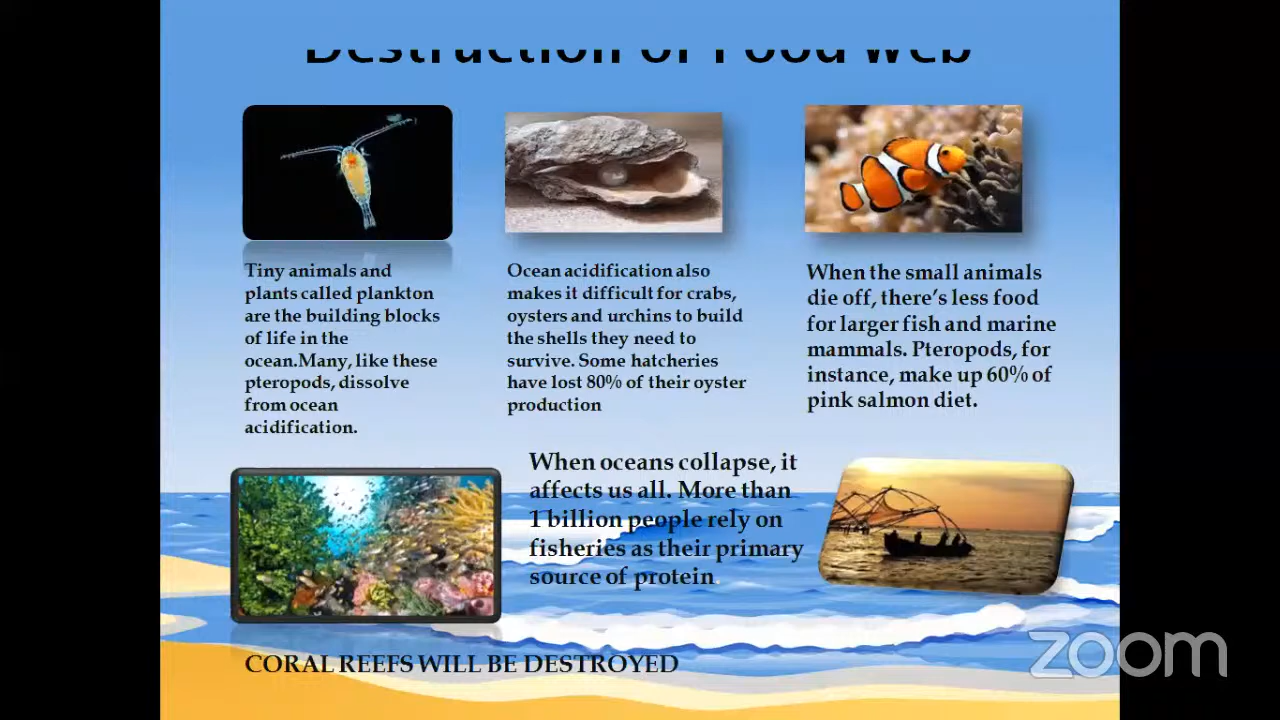 Destruction of Food Web
Tiny animals and
plants called plankton
are the building blocks
of life in the
ocean.Many, like these
pteropods, dissolve
from ocean
acidification.
Ocean acidification also
makes it difficult for crabs,
oysters and urchins to build
the shells they need to
survive. Some hatcheries
have lost 80% of their oyster
production
When the small animals
die off, there's less food
for larger fish and marine
mammals. Pteropods, for
instance, make up 60% of
pink salmon diet.
When oceans collapse, it
affects us all. More than
1 billion people rely on
fisheries as their primary
source of protein
CORAL REEFS WILL BE DESTROYED
zoom